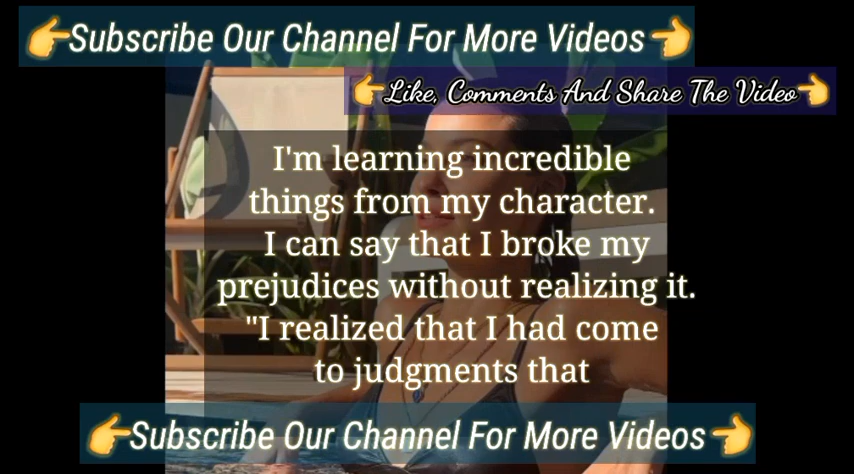 👉Subscribe Our Channel For More Videos👈
👉Like, Comments And Share The Video👈
I'm learning incredible
things from my character.
I can say that I broke my
prejudices without realizing it.
"I realized that I had come
to judgments that
👉Subscribe Our Channel For More Videos👈